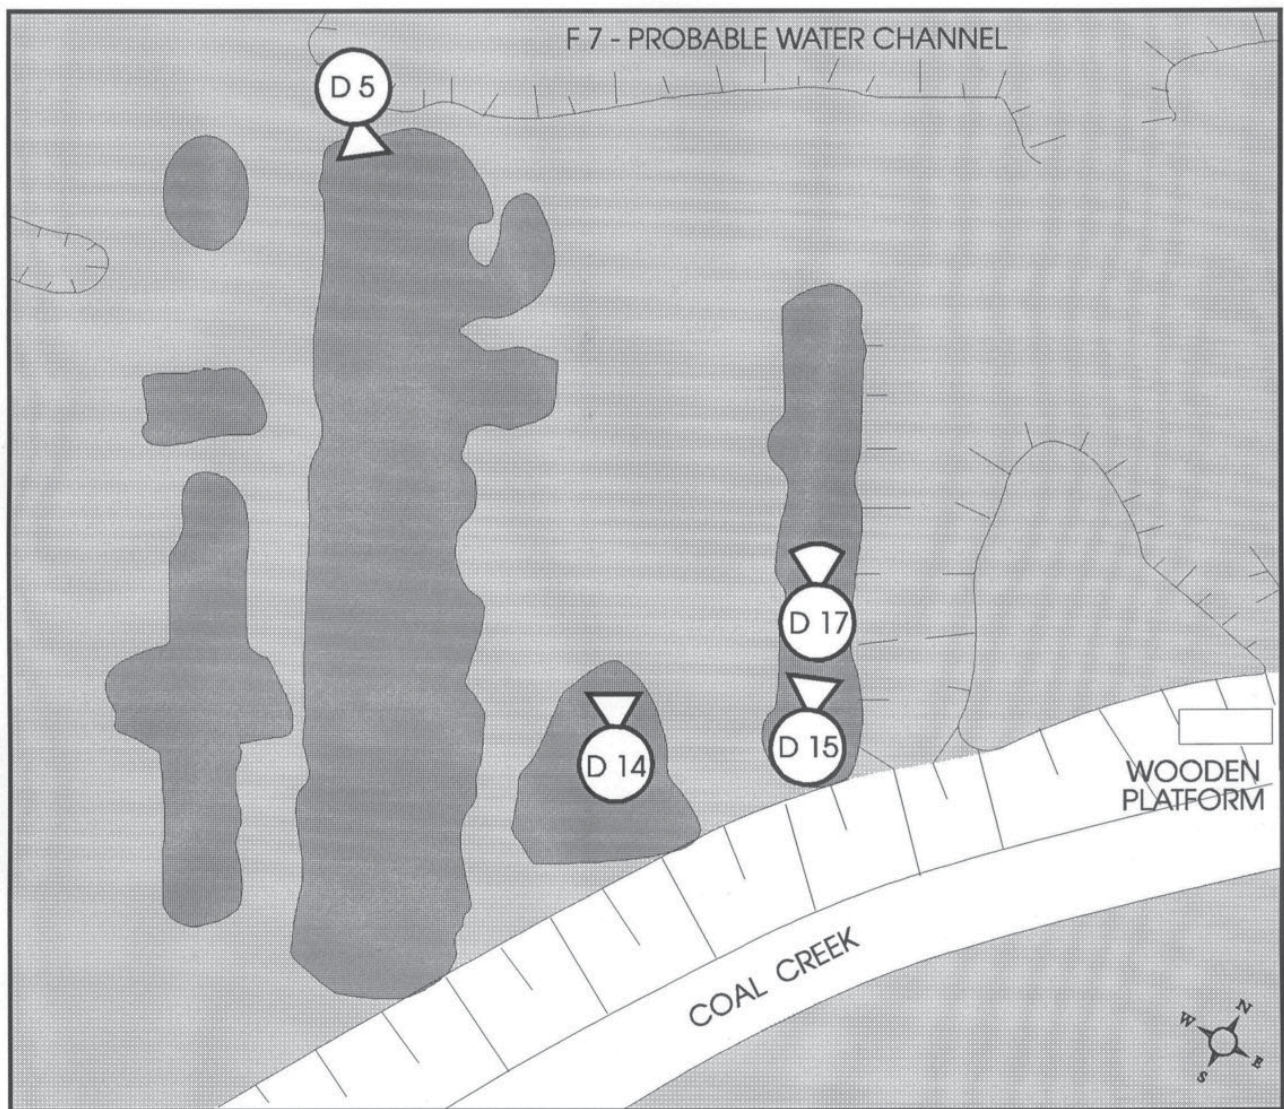 F 7 - PROBABLE WATER CHANNEL
D 5
D 17
D 14
D 15
WOODEN
PLATFORM
COAL CREEK
N
W
E
S